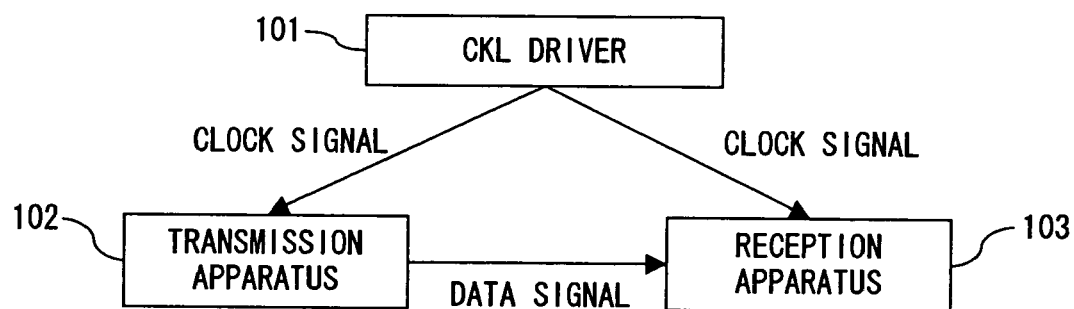 101
CKL DRIVER
CLOCK SIGNAL
CLOCK SIGNAL
102
TRANSMISSION
APPARATUS
DATA SIGNAL
RECEPTION
APPARATUS
103